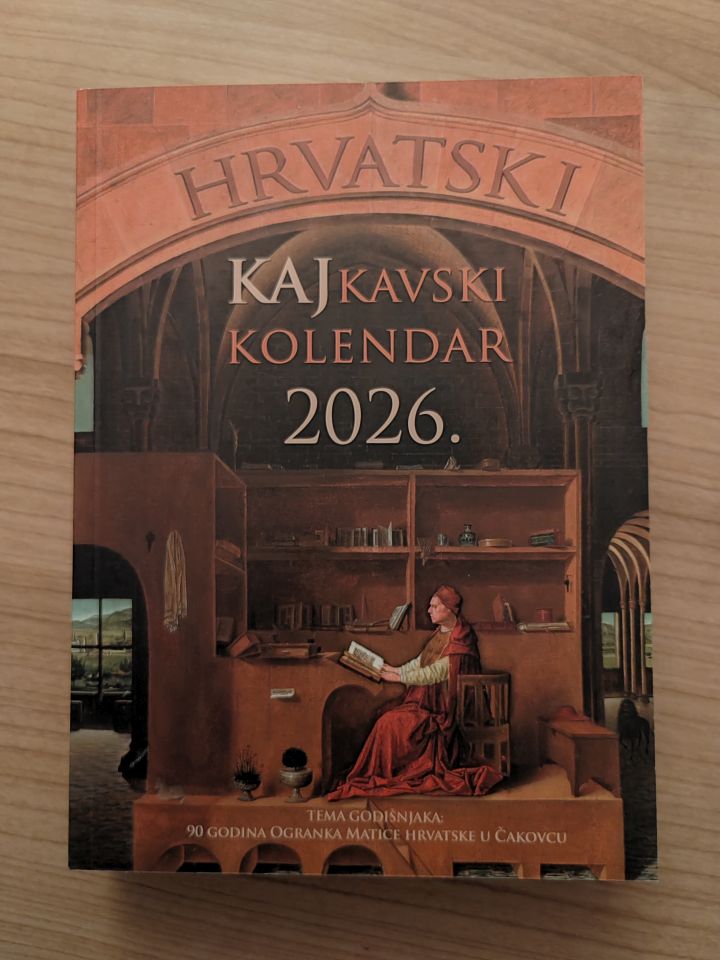 HRVATSKI
KAJKAVSKI
KOLENDAR
2026.
TEMA GODIŠNJAKA:
90 GODINA OGRANKA MATICE HRVATSKE U ČAKOVCU